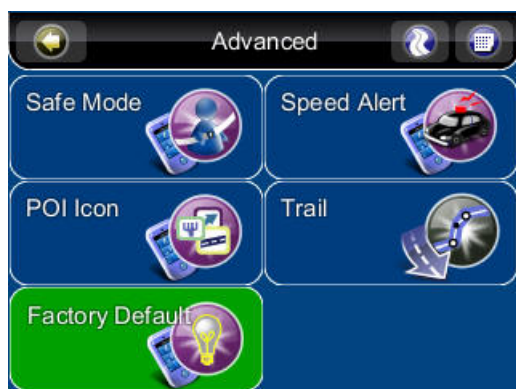 Advanced
Safe Mode
Speed Alert
POI Icon
Trail
Factory Default